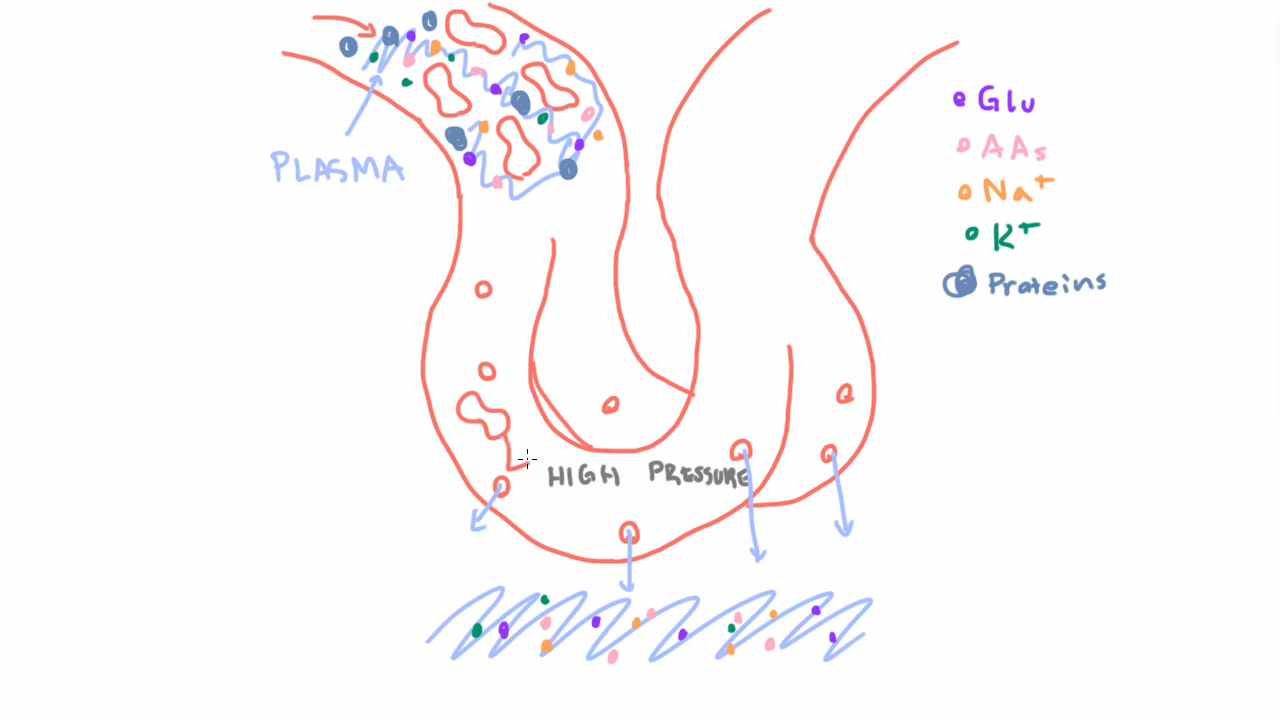 PLASMA
Glu
AAs
Na+
K+
Proteins
HIGH PRESSURE